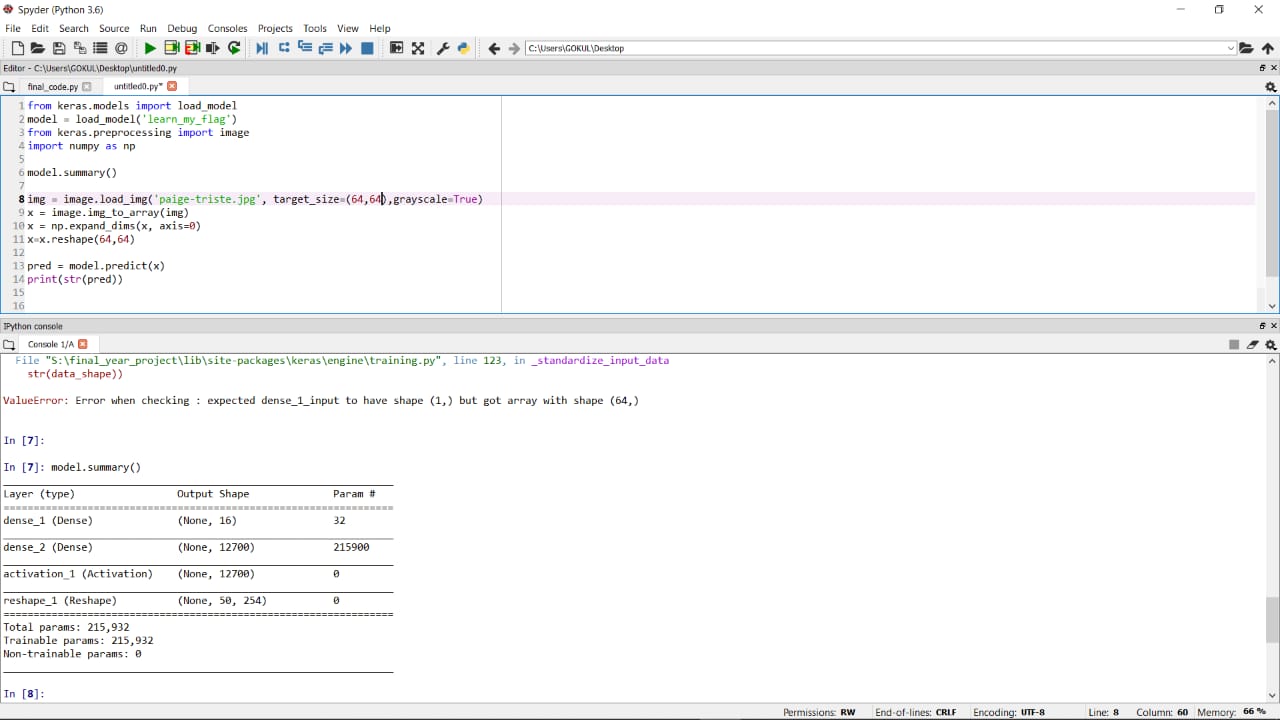 Spyder (Python 3.6)
File Edit Search Source Run Debug Consoles Projects Tools View Help
C:\Users\GOKUL\Desktop
Editor - C:\Users\GOKUL\Desktop\untitled0.py
final_code.py untitled0.py*
1 from keras.models import load_model
2 model = load_model('learn_my_flag')
3 from keras.preprocessing import image
4 import numpy as np
5
6 model.summary()
7
8 img = image.load_img('paige-triste.jpg', target_size=(64,64),grayscale=True)
9 x = image.img_to_array(img)
10 x = np.expand_dims(x, axis=0)
11 x=x.reshape(64,64)
12
13 pred = model.predict(x)
14 print(str(pred))
15
16
IPython console
Console 1/A
File "S:\final_year_project\lib\site-packages\keras\engine\training.py", line 123, in _standardize_input_data
str(data_shape))
ValueError: Error when checking : expected dense_1_input to have shape (1,) but got array with shape (64,)
In [7]:
In [7]: model.summary()
Layer (type) Output Shape Param #
dense_1 (Dense) (None, 16) 32
dense_2 (Dense) (None, 12700) 215900
activation_1 (Activation) (None, 12700) 0
reshape_1 (Reshape) (None, 50, 254) 0
Total params: 215,932
Trainable params: 215,932
Non-trainable params: 0
In [8]:
Permissions: RW End-of-lines: CRLF Encoding: UTF-8 Line: 8 Column: 60 Memory: 66 %